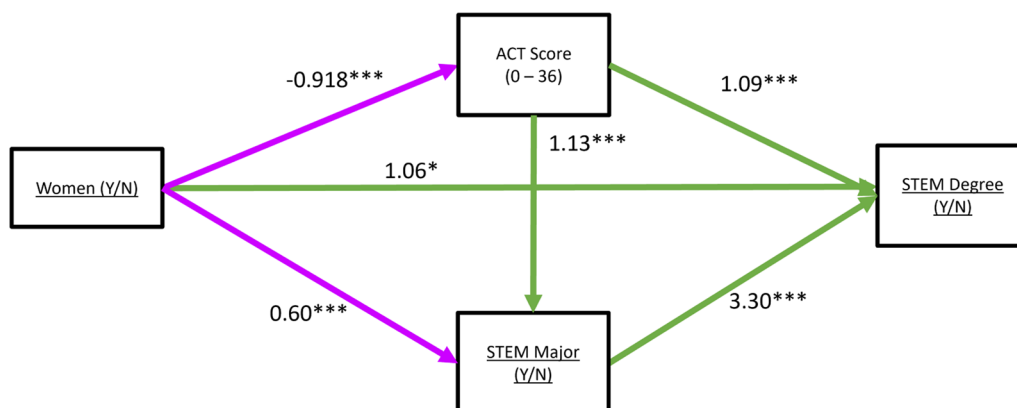 ACT Score
(0 – 36)
-0.918***
1.09***
1.13***
Women (Y/N)
1.06*
STEM Degree
(Y/N)
0.60***
3.30***
STEM Major
(Y/N)